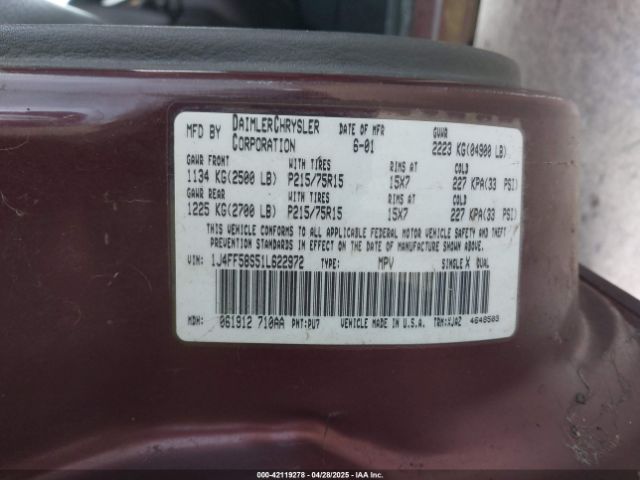 MFD BY DAIMLERCHRYSLER CORPORATION DATE OF MFR 6-01 GVWR 2223 KG(04900 LB)
GAWR FRONT WITH TIRES RIMS AT COLD
1134 KG(2500 LB) P215/75R15 15X7 227 KPA(33 PSI)
GAWR REAR WITH TIRES RIMS AT COLD
1225 KG(2700 LB) P215/75R15 15X7 227 KPA(33 PSI)
THIS VEHICLE CONFORMS TO ALL APPLICABLE FEDERAL MOTOR VEHICLE SAFETY AND THEFT
PREVENTION STANDARDS IN EFFECT ON THE DATE OF MANUFACTURE SHOWN ABOVE.
VIN: 1J4FF58S51L622972 TYPE: MPV SINGLE X DUAL
MDH: 061912 710AA PNT:PV7 VEHICLE MADE IN U.S.A. TRM:XJAZ 4648503
000-42119278 - 04/28/2025 - IAA Inc.